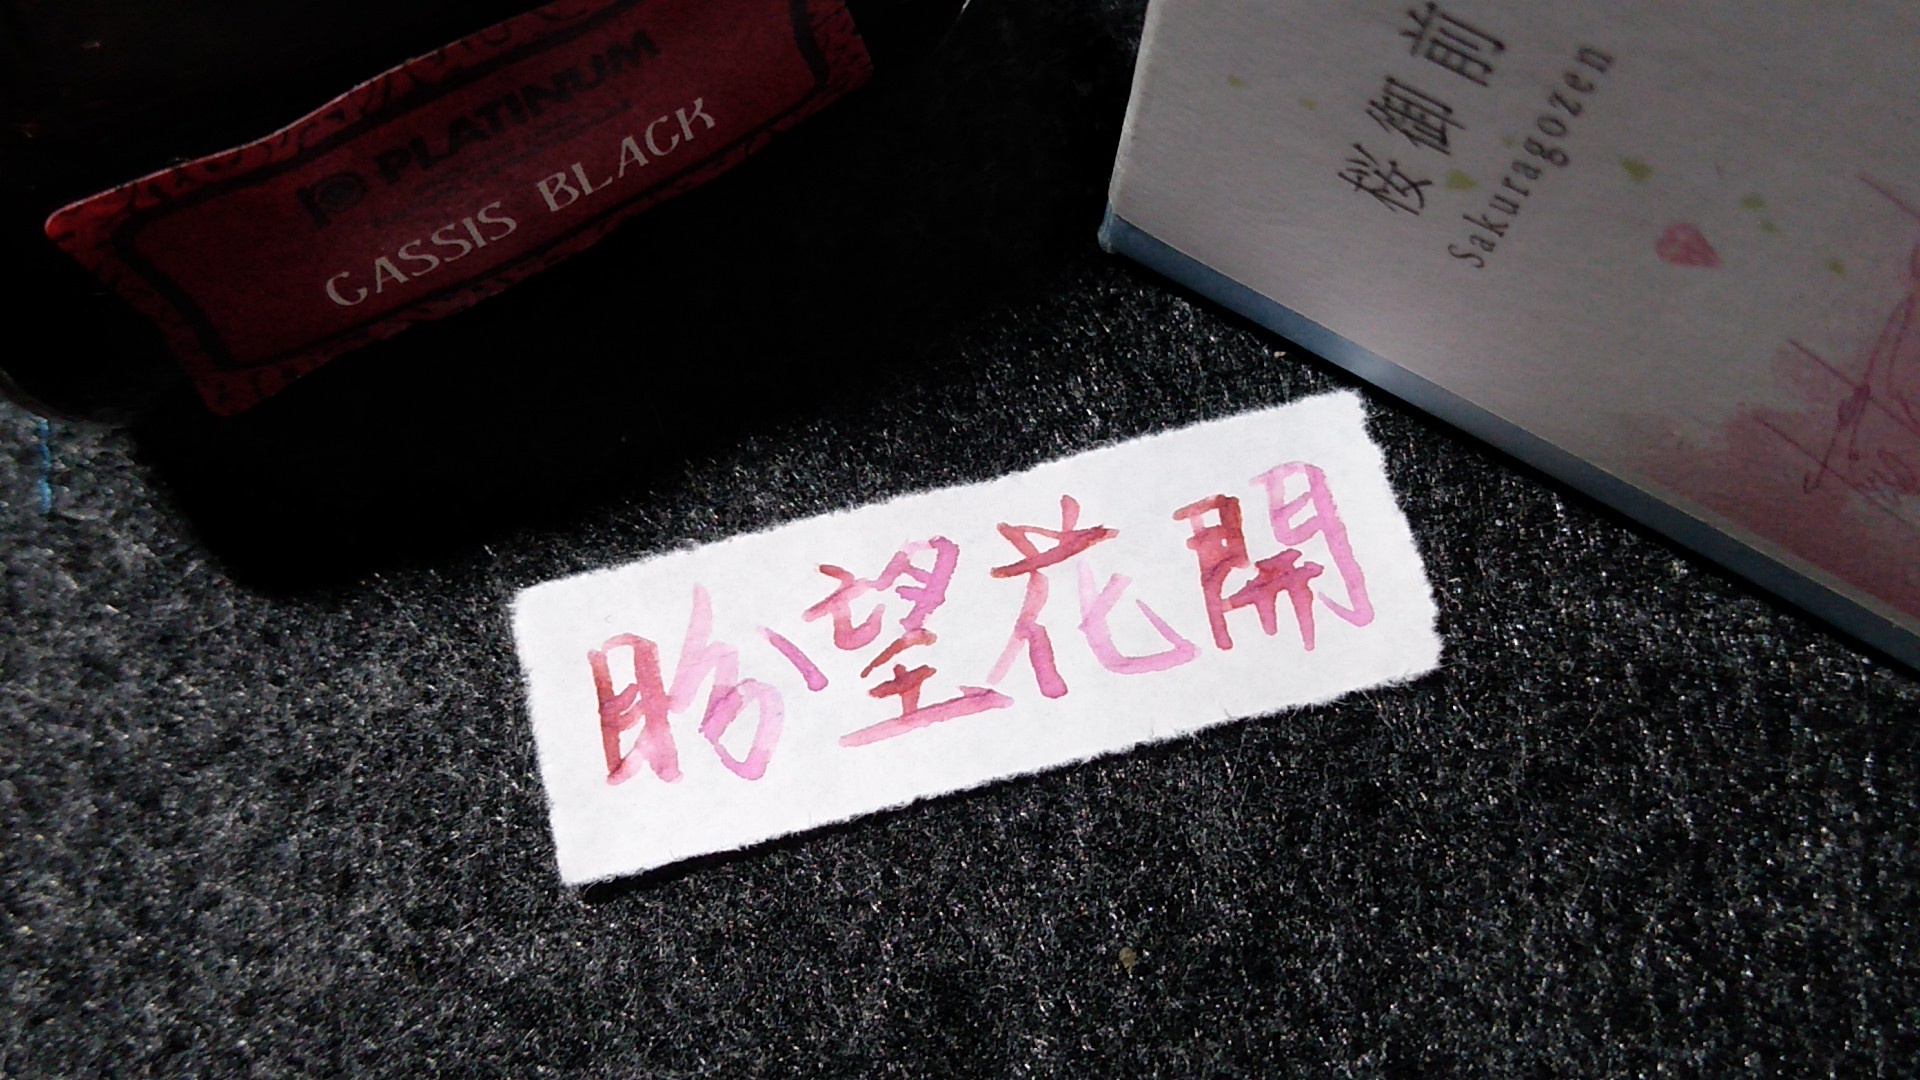 PLATINUM
CASSIS BLACK
桜御前
Sakuragozen
盼望花開